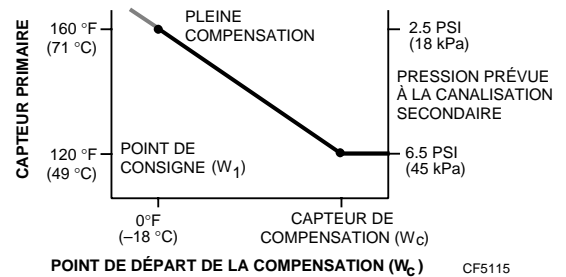 CAPTEUR PRIMAIRE
160 °F
(71 °C)
PLEINE
COMPENSATION
2.5 PSI
(18 kPa)
PRESSION PRÉVUE
À LA CANALISATION
SECONDAIRE
120 °F
(49 °C)
POINT DE
CONSIGNE (W1)
6.5 PSI
(45 kPa)
0°F
(–18 °C)
CAPTEUR DE
COMPENSATION (WC)
POINT DE DÉPART DE LA COMPENSATION (WC)
CF5115